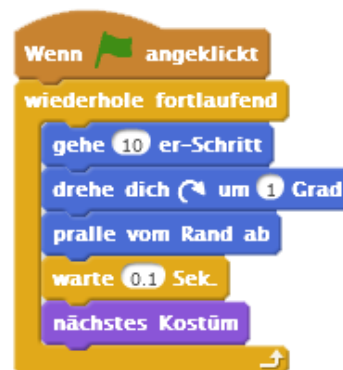 Wenn angeklickt
wiederhole fortlaufend
gehe 10 er-Schritt
drehe dich um 1 Grad
pralle vom Rand ab
warte 0.1 Sek.
nächstes Kostüm